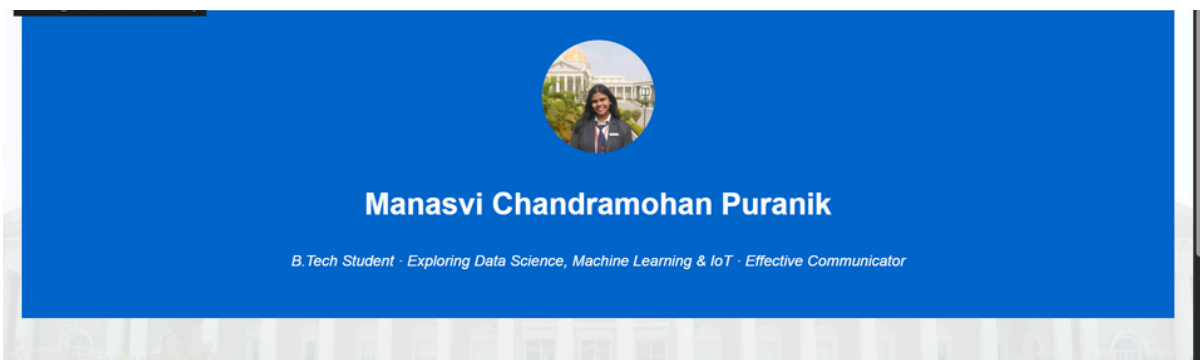 Manasvi Chandramohan Puranik
B.Tech Student · Exploring Data Science, Machine Learning & IoT · Effective Communicator